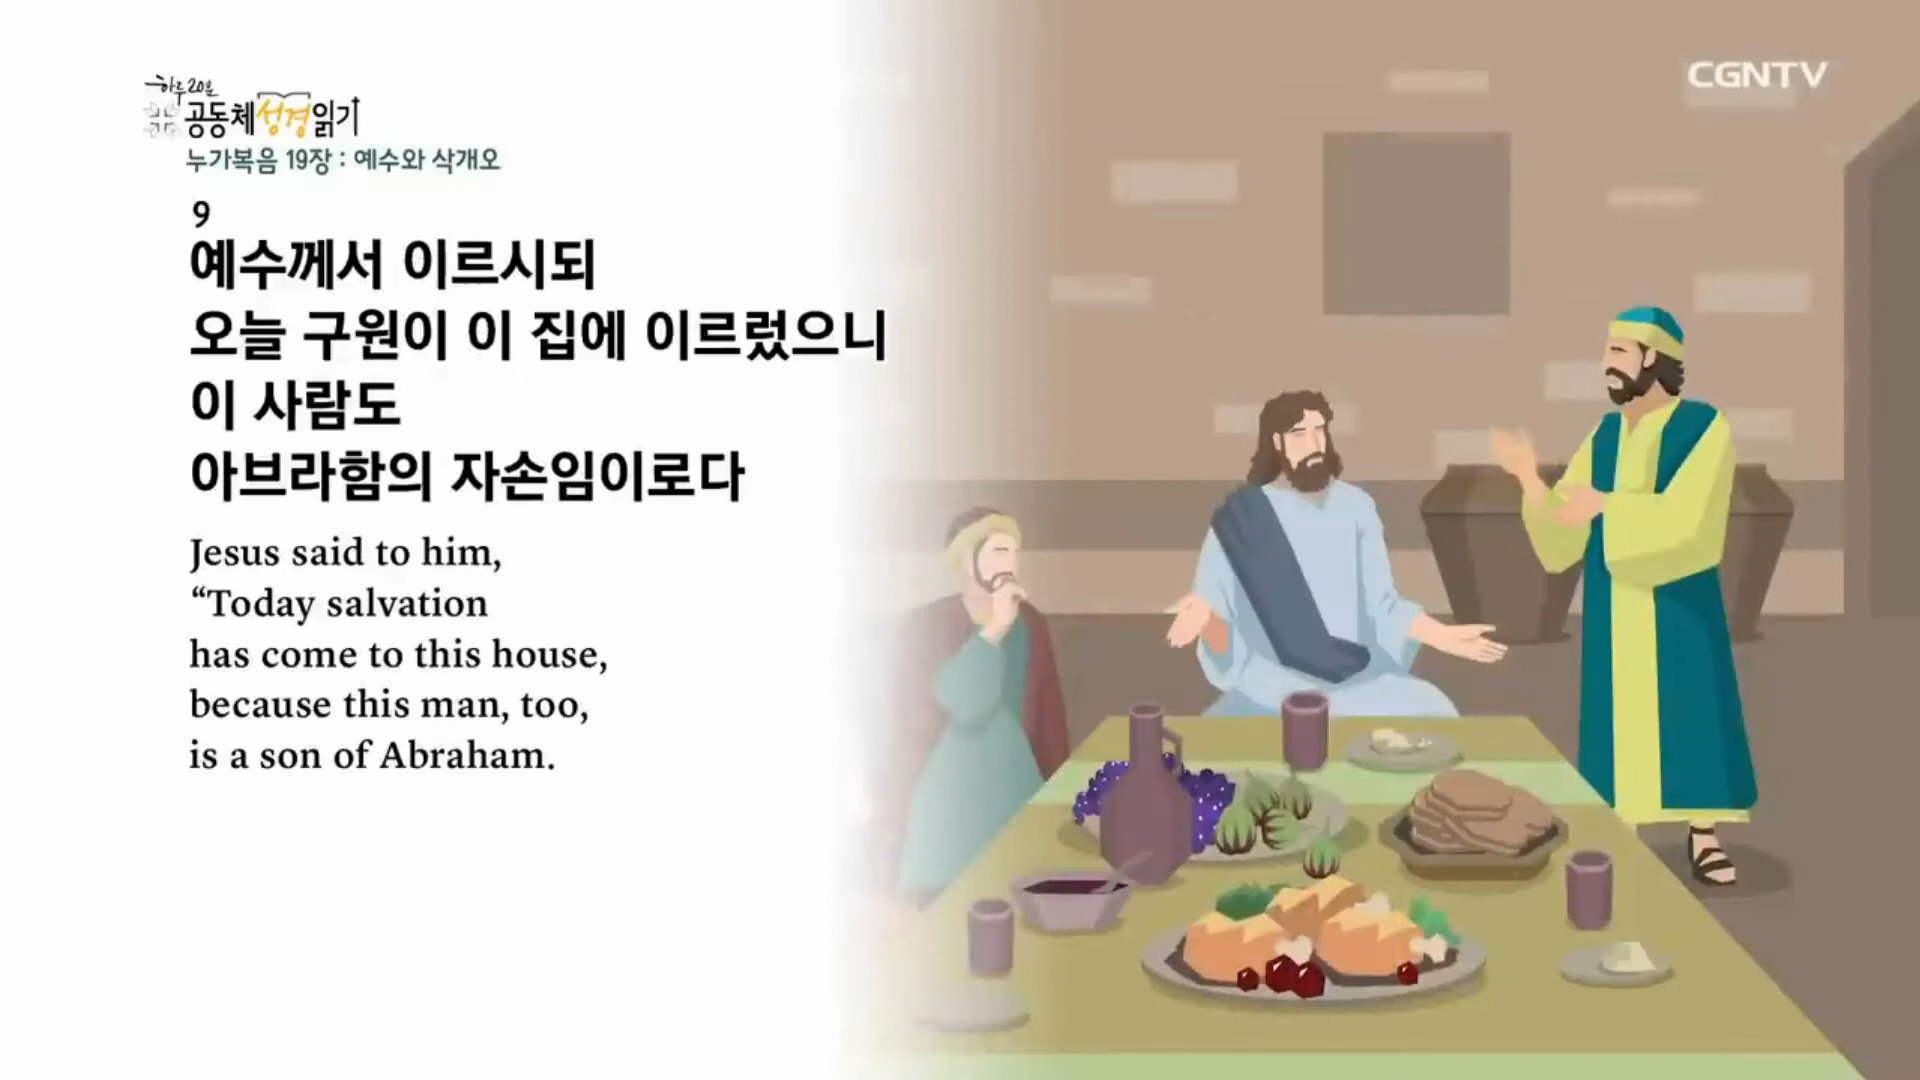 하루 20분
공동체성경읽기
누가복음 19장 : 예수와 삭개오
CGNTV
9
예수께서 이르시되
오늘 구원이 이 집에 이르렀으니
이 사람도
아브라함의 자손임이로다
Jesus said to him,
“Today salvation
has come to this house,
because this man, too,
is a son of Abraham.